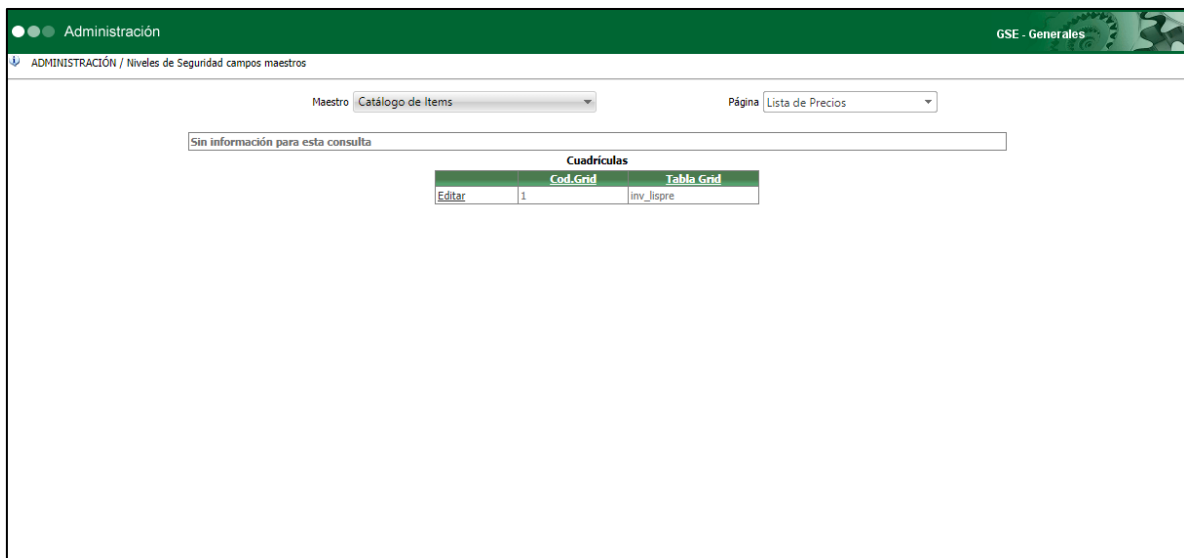 Administración
GSE - Generales
ADMINISTRACIÓN / Niveles de Seguridad campos maestros
Maestro Catálogo de Items Página Lista de Precios
Sin información para esta consulta
Cuadrículas
Cod.Grid Tabla Grid
Editar 1 inv_lispre